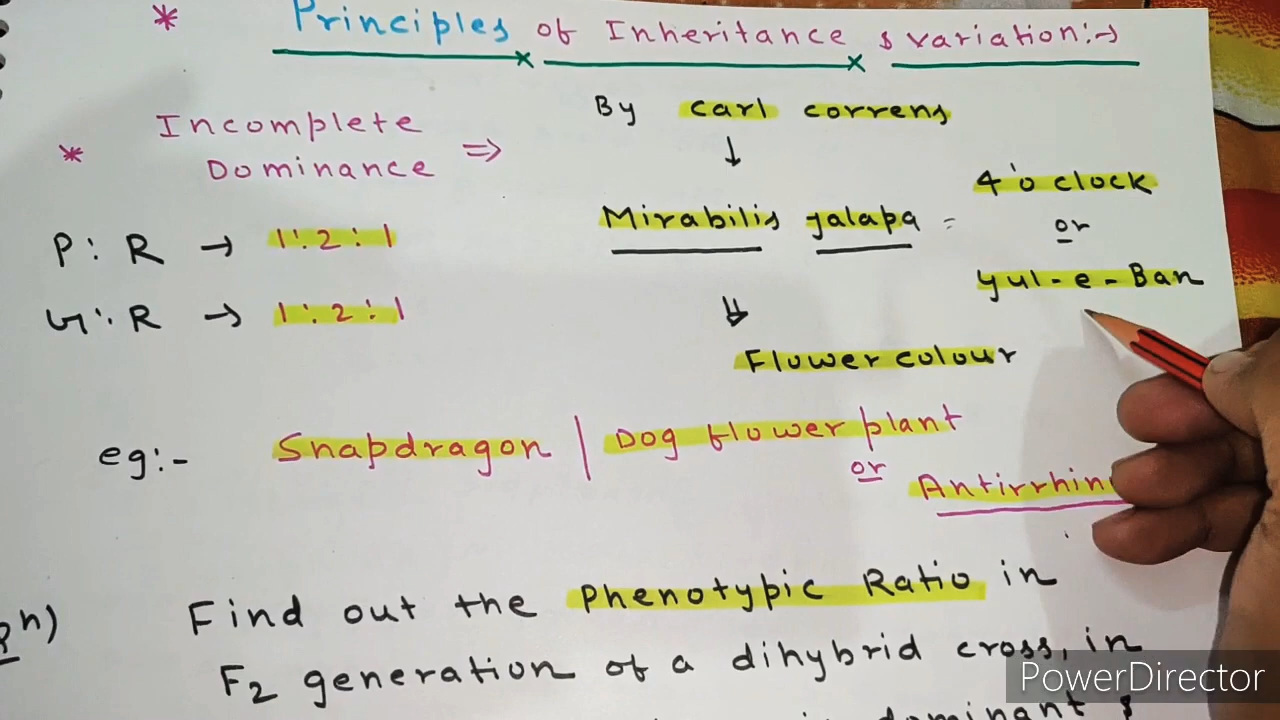 * Principles of Inheritance & variation:→
* Incomplete Dominance ⇒
By Carl correns
↓
Mirabilis jalapa = 4'o clock
or
gul-e-Ban
⇓
Flower colour
P: R → 1:2:1
G: R → 1:2:1
eg:- Snapdragon | Dog flower plant
or Antirrhin
Find out the Phenotypic Ratio in
F2 generation of a dihybrid cross, in
dominant &
PowerDirector